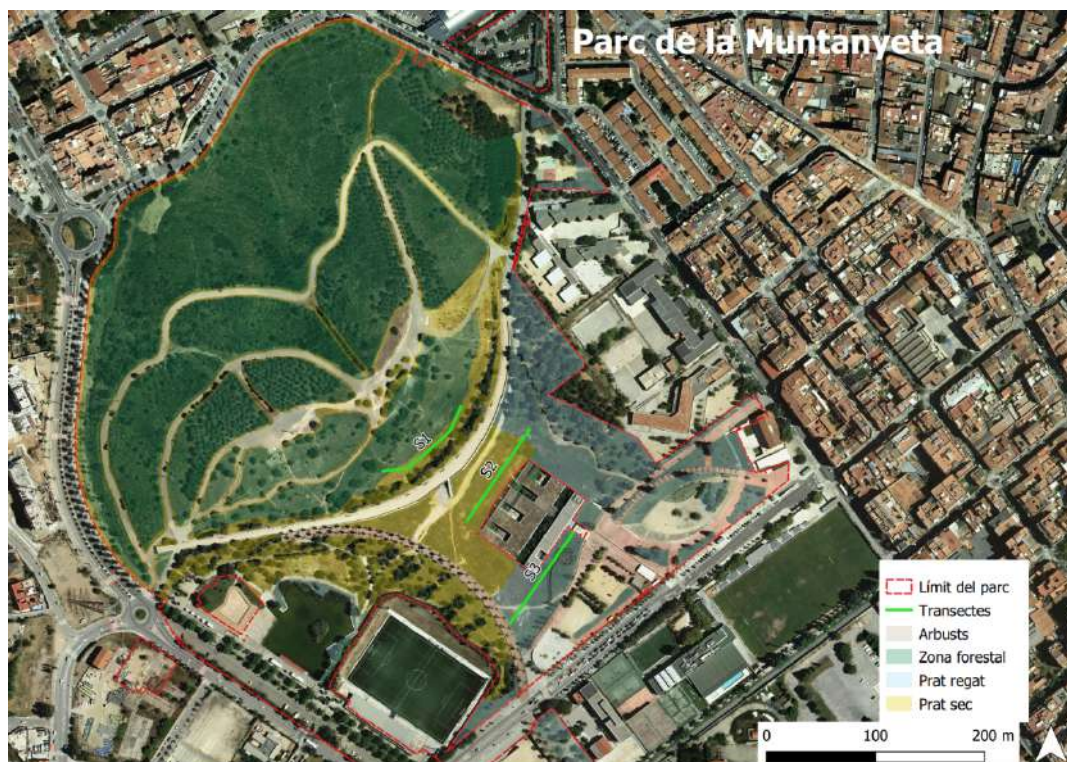 Parc de la Muntanyeta
S1
S2
S3
Límit del parc
Transectes
Arbusts
Zona forestal
Prat regat
Prat sec
0 100 200 m